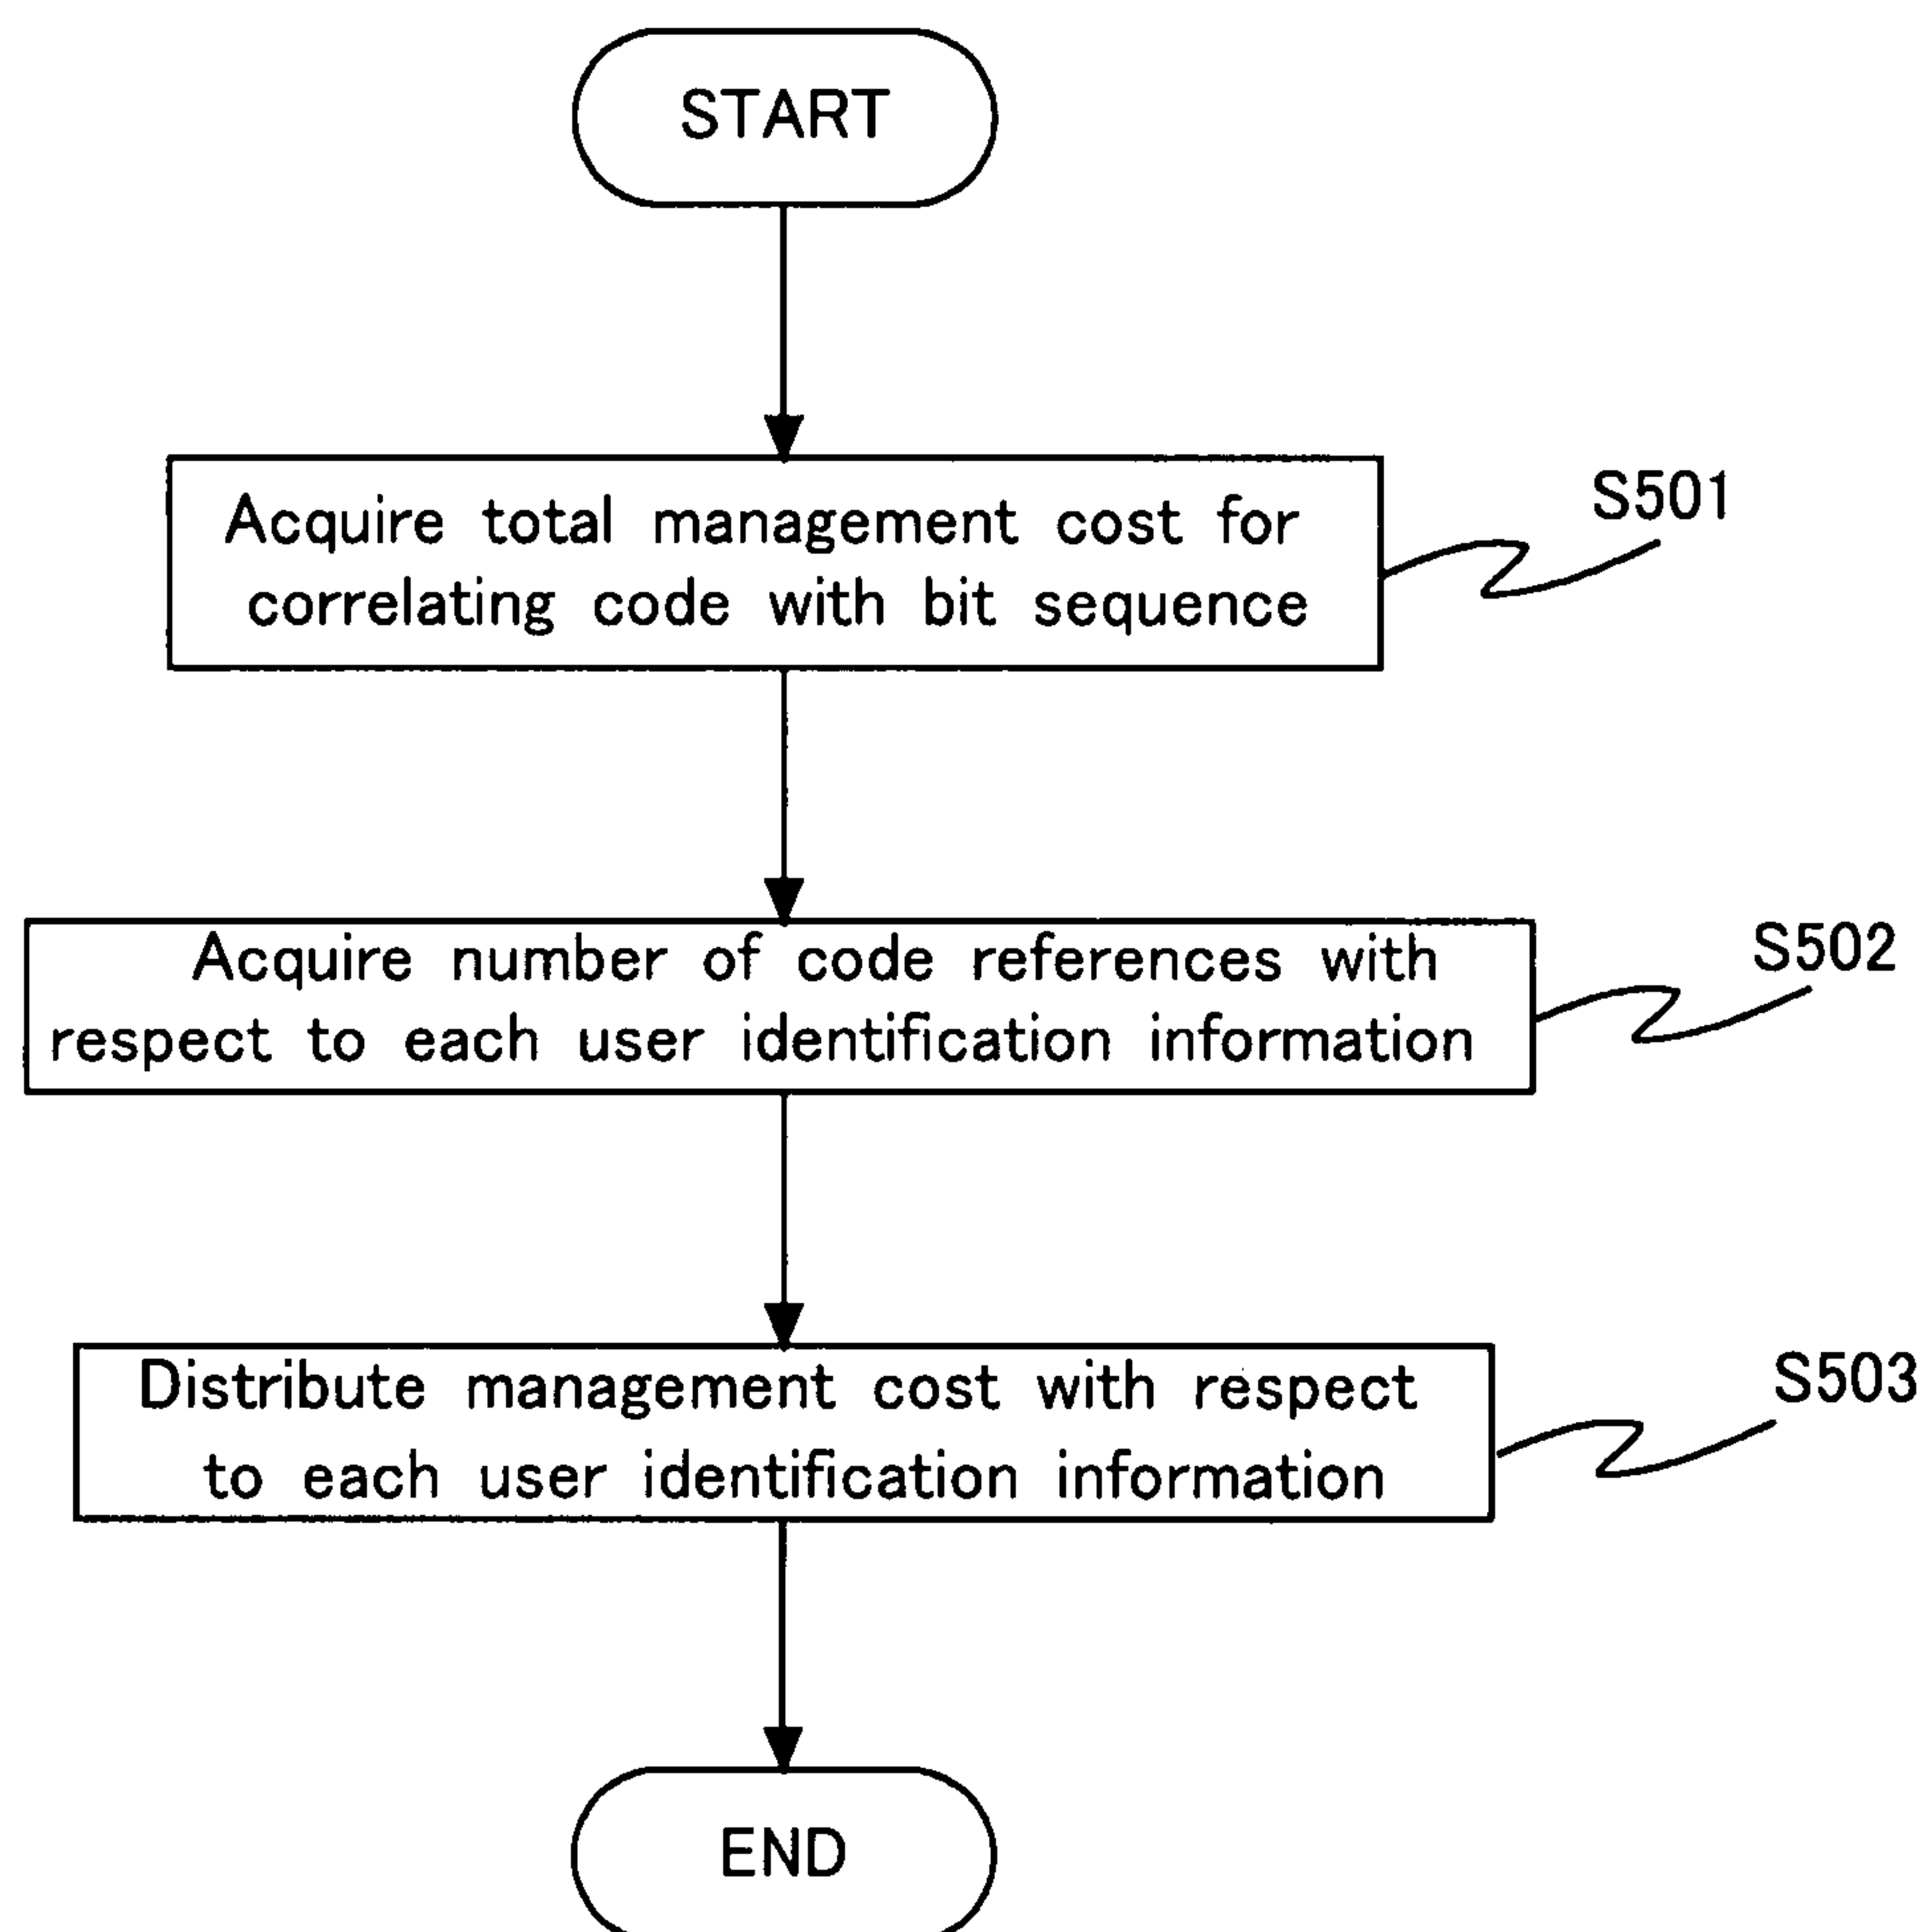 START
Acquire total management cost for
correlating code with bit sequence
S501
Acquire number of code references with
respect to each user identification information
S502
Distribute management cost with respect
to each user identification information
S503
END